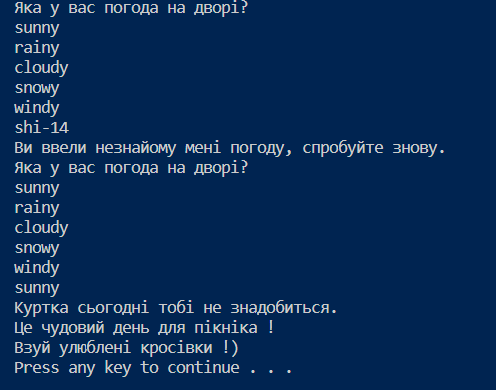 Яка у вас погода на дворі?
sunny
rainy
cloudy
snowy
windy
shi-14
Ви ввели незнайому мені погоду, спробуйте знову.
Яка у вас погода на дворі?
sunny
rainy
cloudy
snowy
windy
sunny
Куртка сьогодні тобі не знадобиться.
Це чудовий день для пікніка !
Взуй улюблені кросівки !)
Press any key to continue . . .